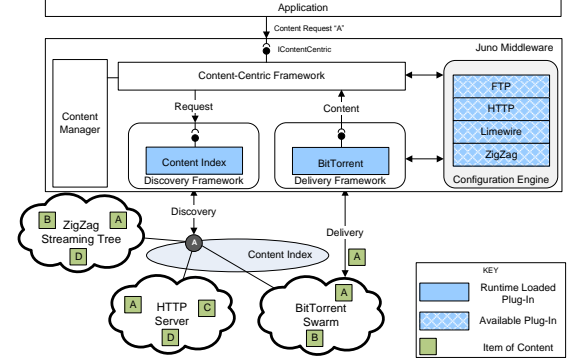 Application
Content Request "A"
IContentCentric
Juno Middleware
Content-Centric Framework
Content
Manager
Request
Content
Content Index
Discovery Framework
BitTorrent
Delivery Framework
FTP
HTTP
Limewire
ZigZag
Configuration Engine
Discovery
Delivery
A
B
ZigZag
A
Streaming Tree
D
A
Content Index
A
HTTP
Server
C
D
A
BitTorrent
Swarm
B
KEY
Runtime Loaded
Plug-In
Available Plug-In
Item of Content